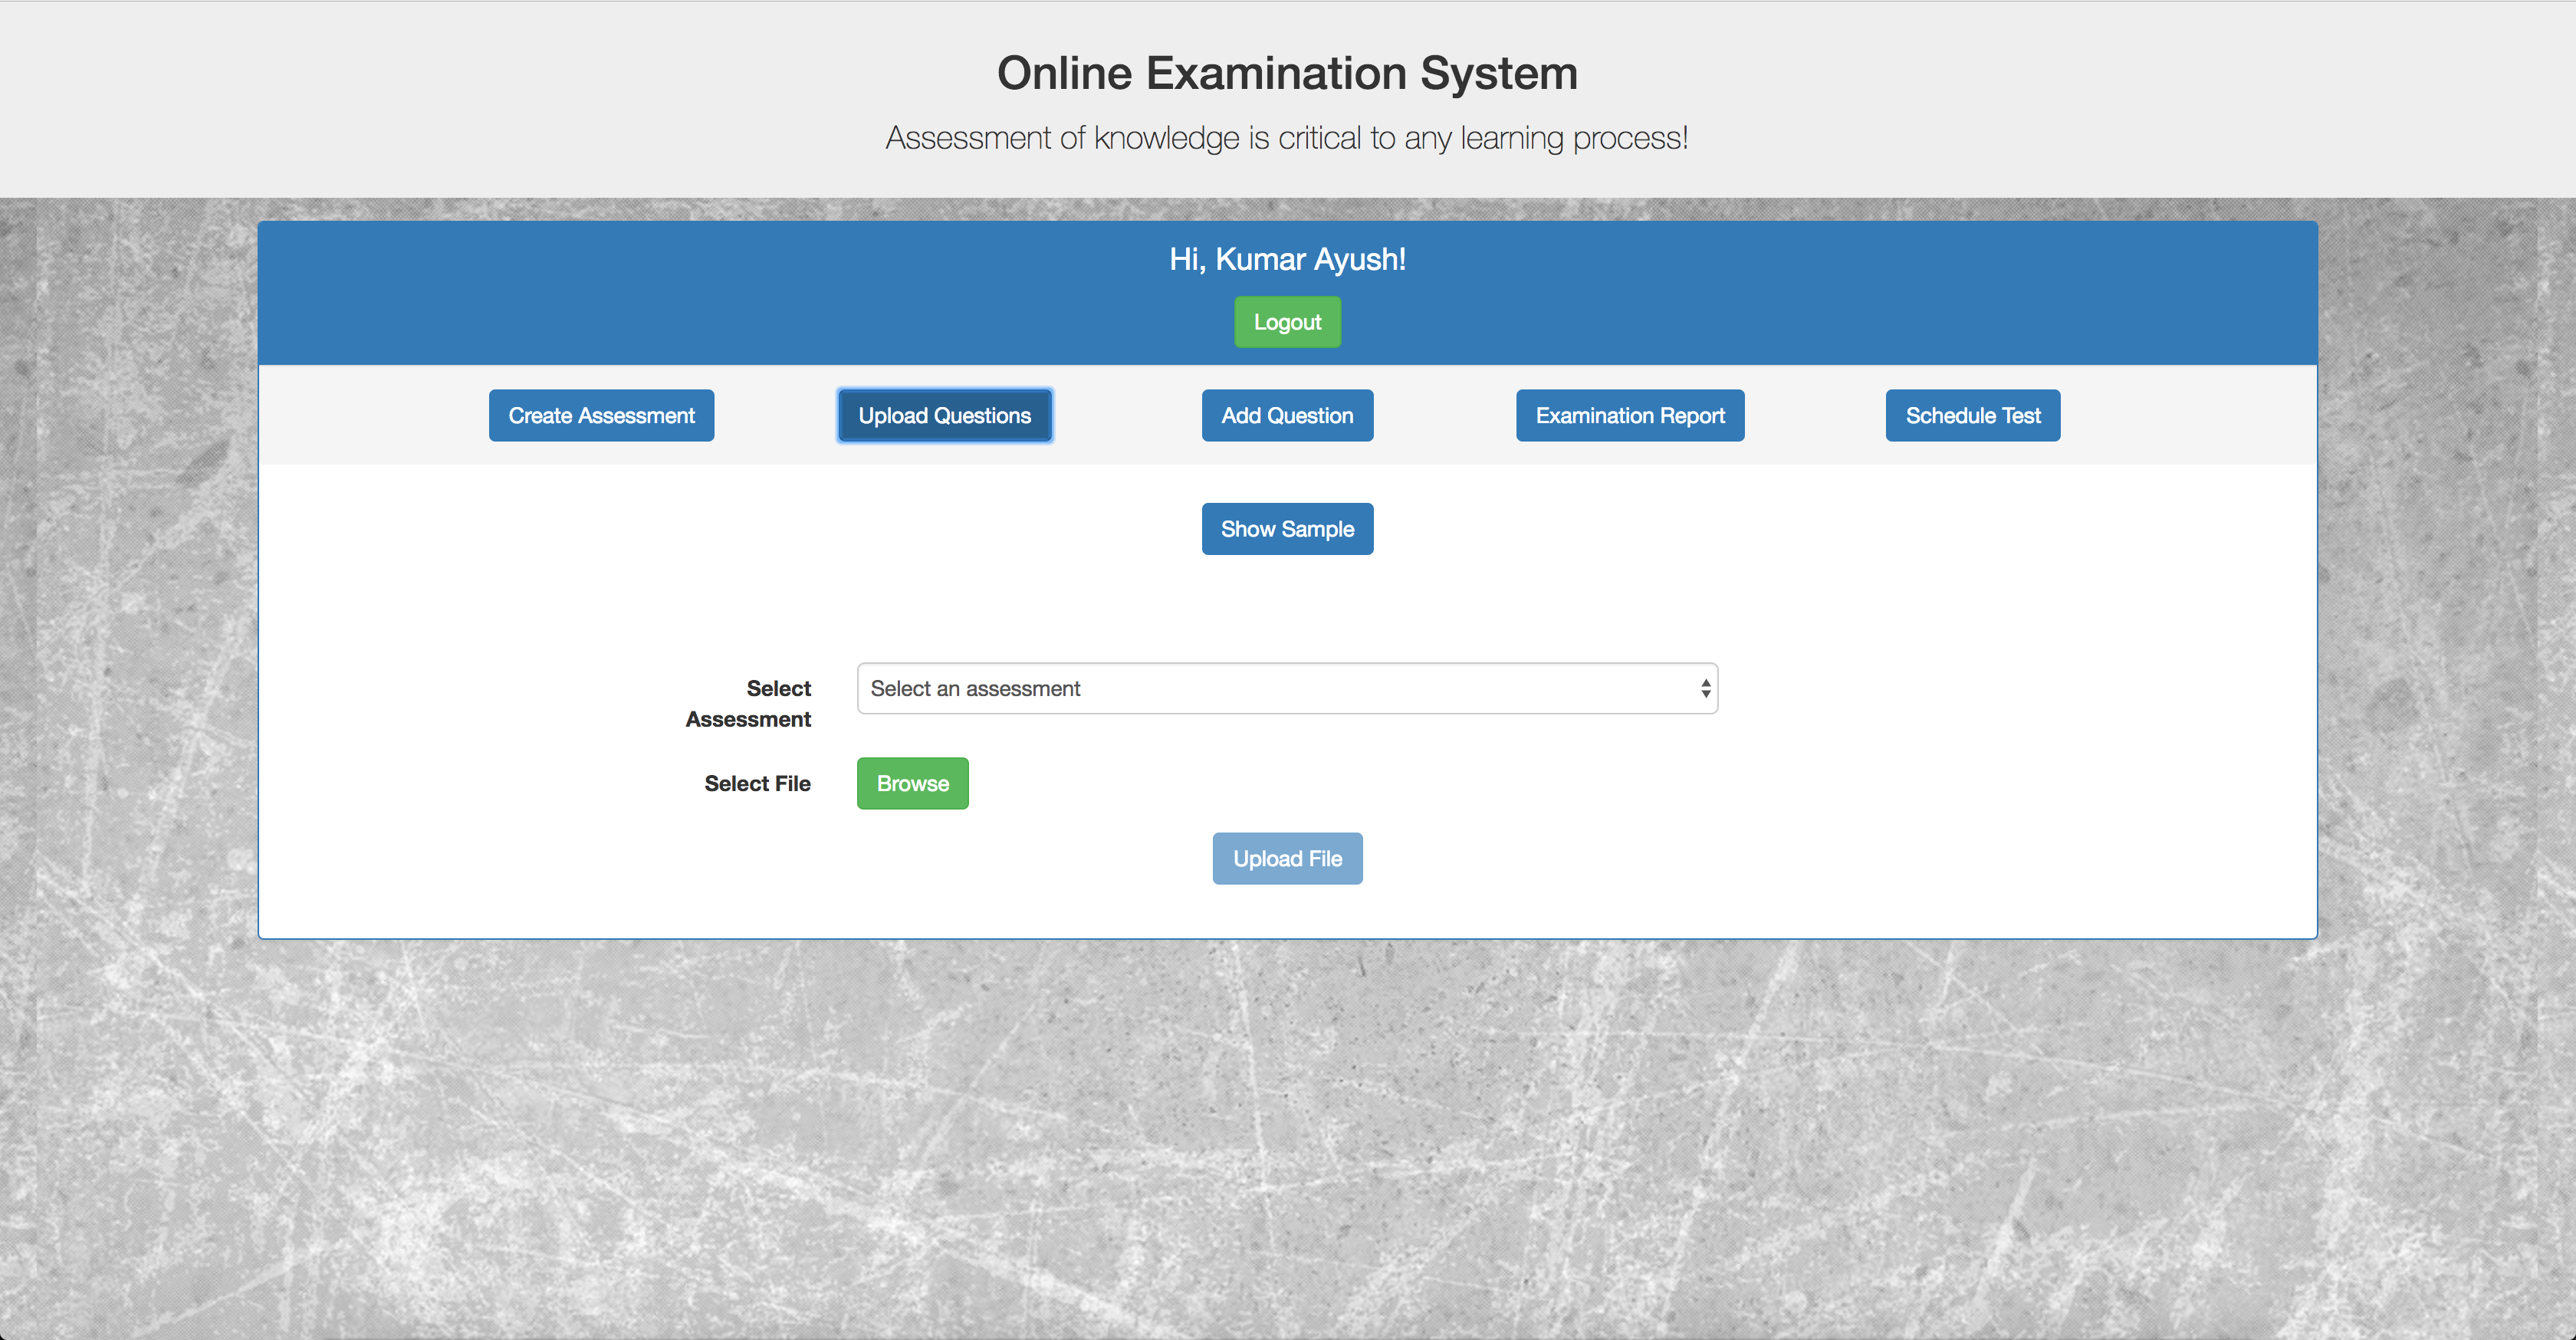 Online Examination System
Assessment of knowledge is critical to any learning process!
Hi, Kumar Ayush!
Logout
Create Assessment
Upload Questions
Add Question
Examination Report
Schedule Test
Show Sample
Select
Assessment
Select an assessment
Select File
Browse
Upload File